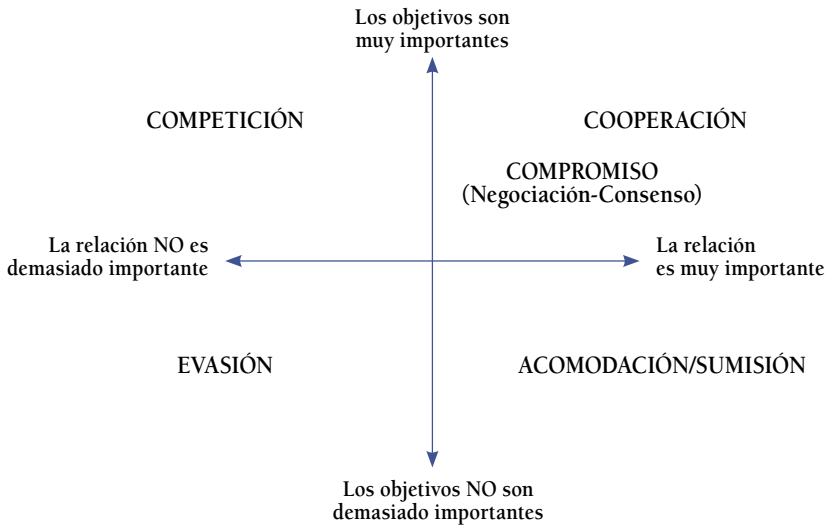 Los objetivos son
muy importantes
COMPETICIÓN
COOPERACIÓN
COMPROMISO
(Negociación-Consenso)
La relación NO es
demasiado importante
La relación
es muy importante
EVASIÓN
ACOMODACIÓN/SUMISIÓN
Los objetivos NO son
demasiado importantes